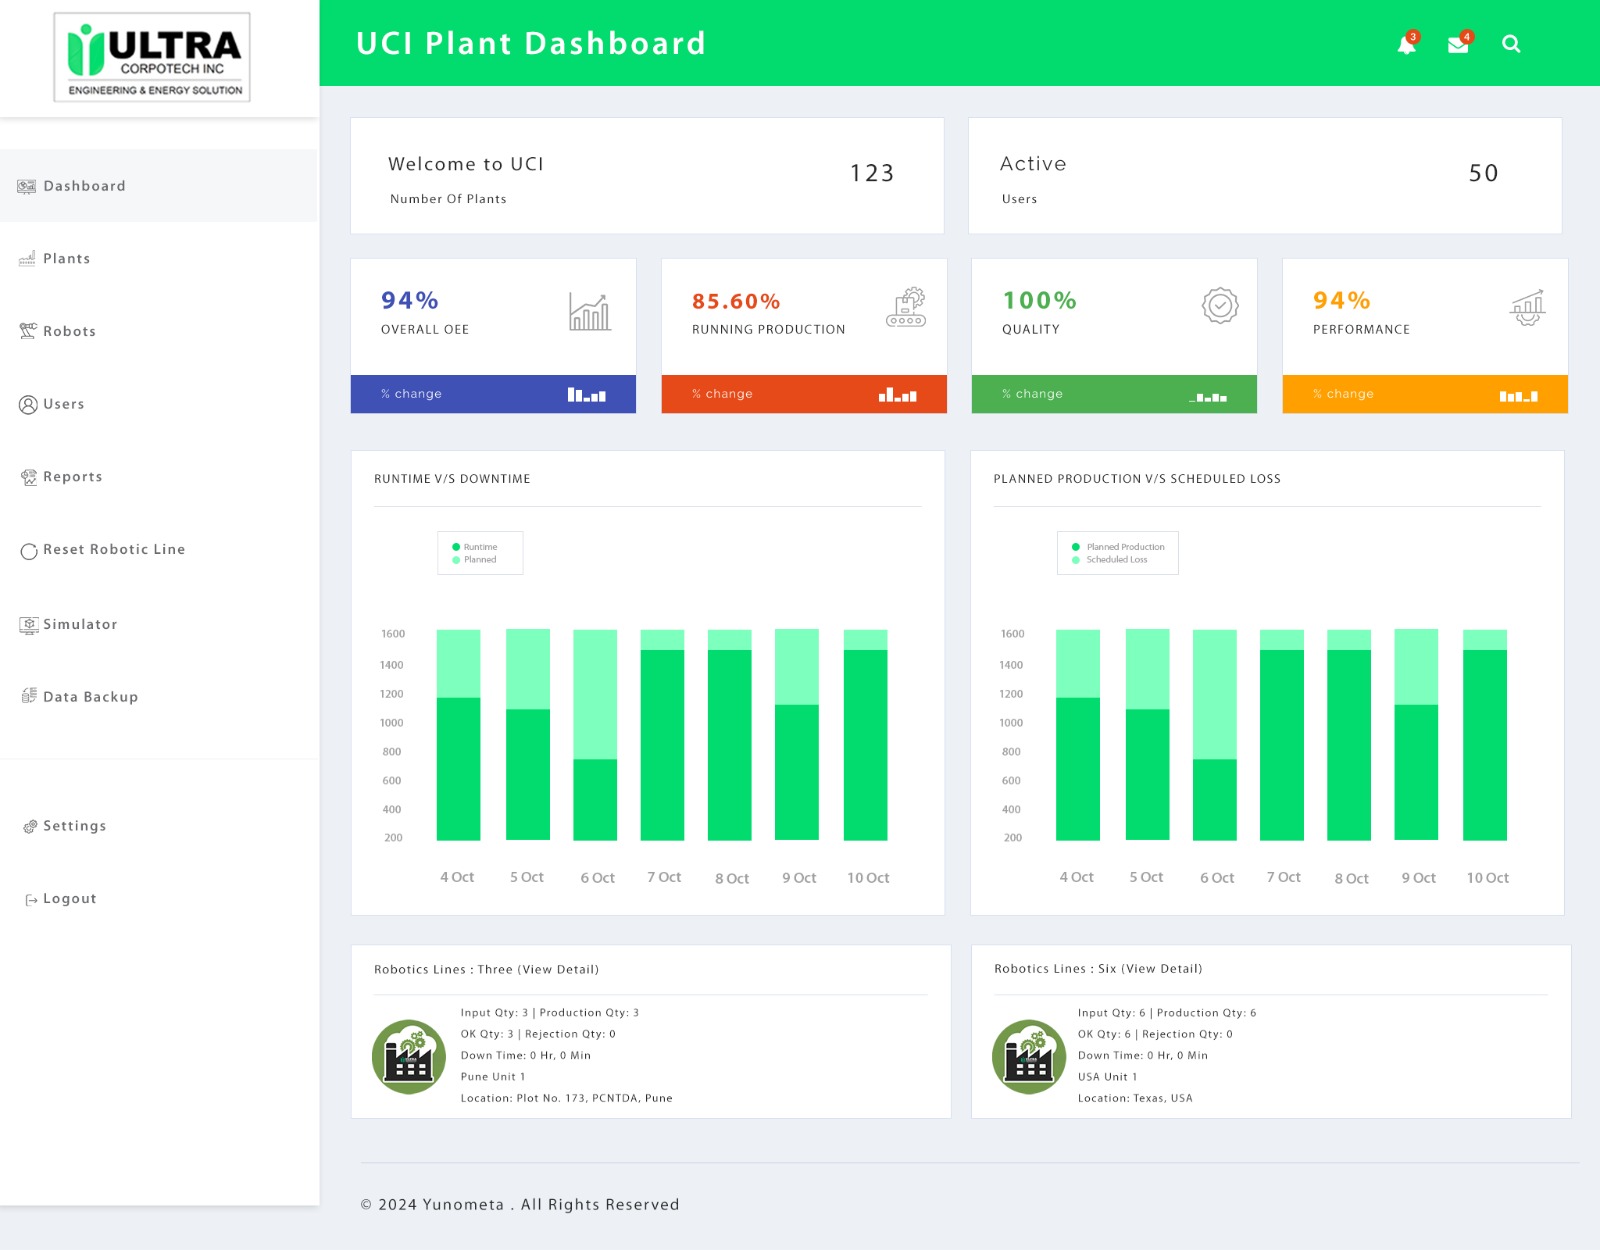 ULTRA
CORPOTECH INC
ENGINEERING & ENERGY SOLUTION
UCI Plant Dashboard
3
4
Dashboard
Plants
Robots
Users
Reports
Reset Robotic Line
Simulator
Data Backup
Settings
Logout
Welcome to UCI
Number Of Plants
123
Active
Users
50
94%
OVERALL OEE
% change
85.60%
RUNNING PRODUCTION
% change
100%
QUALITY
% change
94%
PERFORMANCE
% change
RUNTIME V/S DOWNTIME
Runtime
Planned
1600
1400
1200
1000
800
600
400
200
4 Oct 5 Oct 6 Oct 7 Oct 8 Oct 9 Oct 10 Oct
PLANNED PRODUCTION V/S SCHEDULED LOSS
Planned Production
Scheduled Loss
1600
1400
1200
1000
800
600
400
200
4 Oct 5 Oct 6 Oct 7 Oct 8 Oct 9 Oct 10 Oct
Robotics Lines : Three (View Detail)
Input Qty: 3 | Production Qty: 3
OK Qty: 3 | Rejection Qty: 0
Down Time: 0 Hr, 0 Min
Pune Unit 1
Location: Plot No. 173, PCNTDA, Pune
Robotics Lines : Six (View Detail)
Input Qty: 6 | Production Qty: 6
OK Qty: 6 | Rejection Qty: 0
Down Time: 0 Hr, 0 Min
USA Unit 1
Location: Texas, USA
© 2024 Yunometa . All Rights Reserved